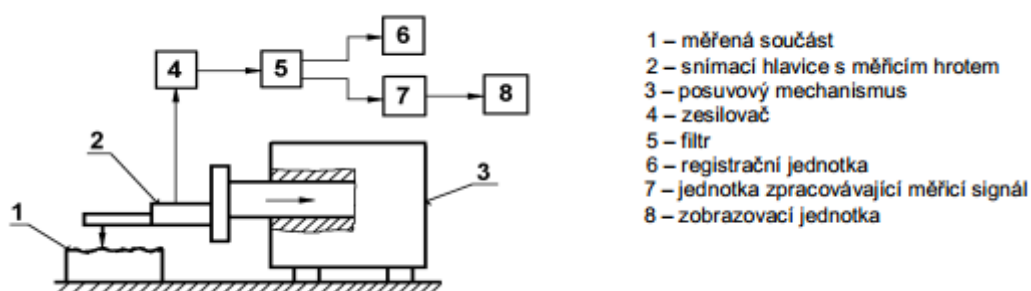 6
4
5
7
8
2
3
1
1 – měřená součást
2 – snímací hlavice s měřicím hrotem
3 – posuvový mechanismus
4 – zesilovač
5 – filtr
6 – registrační jednotka
7 – jednotka zpracovávající měřicí signál
8 – zobrazovací jednotka